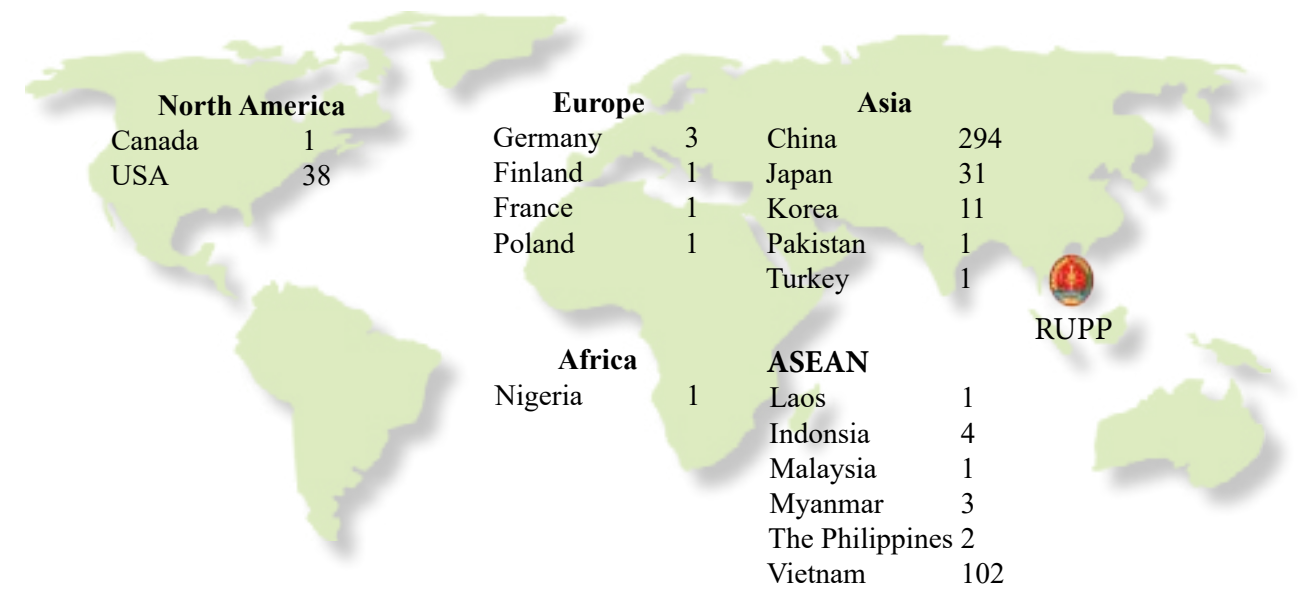 North America
Canada 1
USA 38
Europe
Germany 3
Finland 1
France 1
Poland 1
Asia
China 294
Japan 31
Korea 11
Pakistan 1
Turkey 1
RUPP
Africa
Nigeria 1
ASEAN
Laos 1
Indonsia 4
Malaysia 1
Myanmar 3
The Philippines 2
Vietnam 102